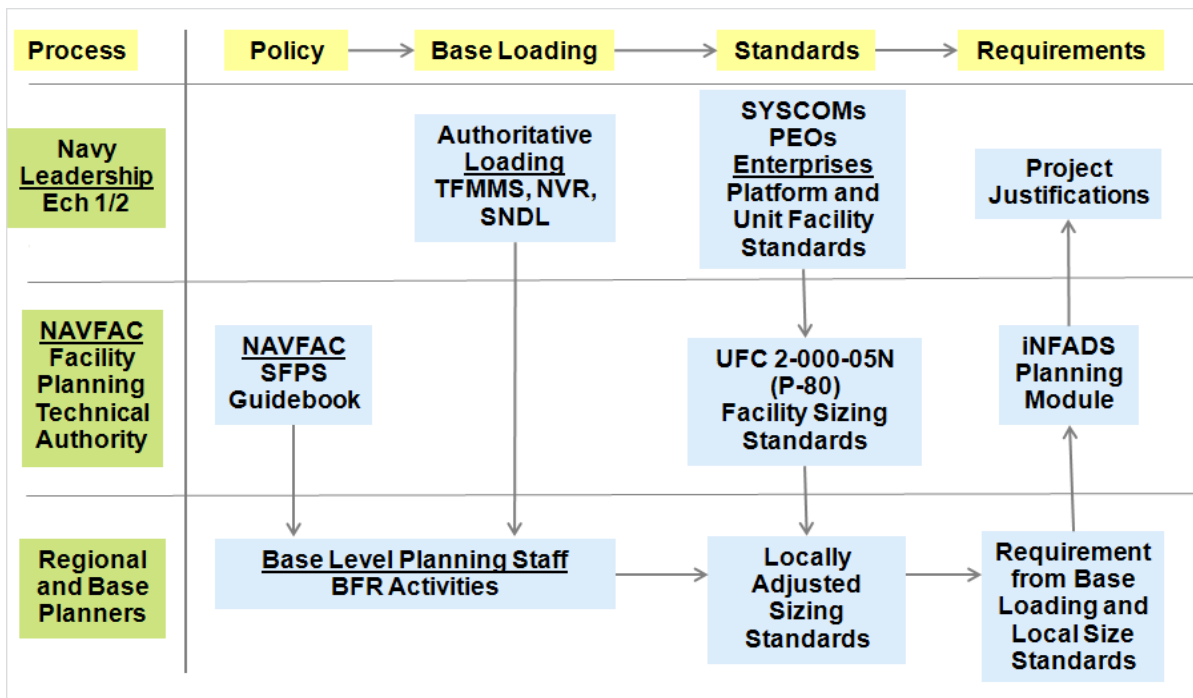 Process
Policy
Base Loading
Standards
Requirements
Navy
Leadership
Ech 1/2
Authoritative
Loading
TFMMS, NVR,
SNDL
SYSCOMs
PEOs
Enterprises
Platform and
Unit Facility
Standards
Project
Justifications
NAVFAC
Facility
Planning
Technical
Authority
NAVFAC
SFPS
Guidebook
UFC 2-000-05N
(P-80)
Facility Sizing
Standards
iNFADS
Planning
Module
Regional
and Base
Planners
Base Level Planning Staff
BFR Activities
Locally
Adjusted
Sizing
Standards
Requirement
from Base
Loading and
Local Size
Standards